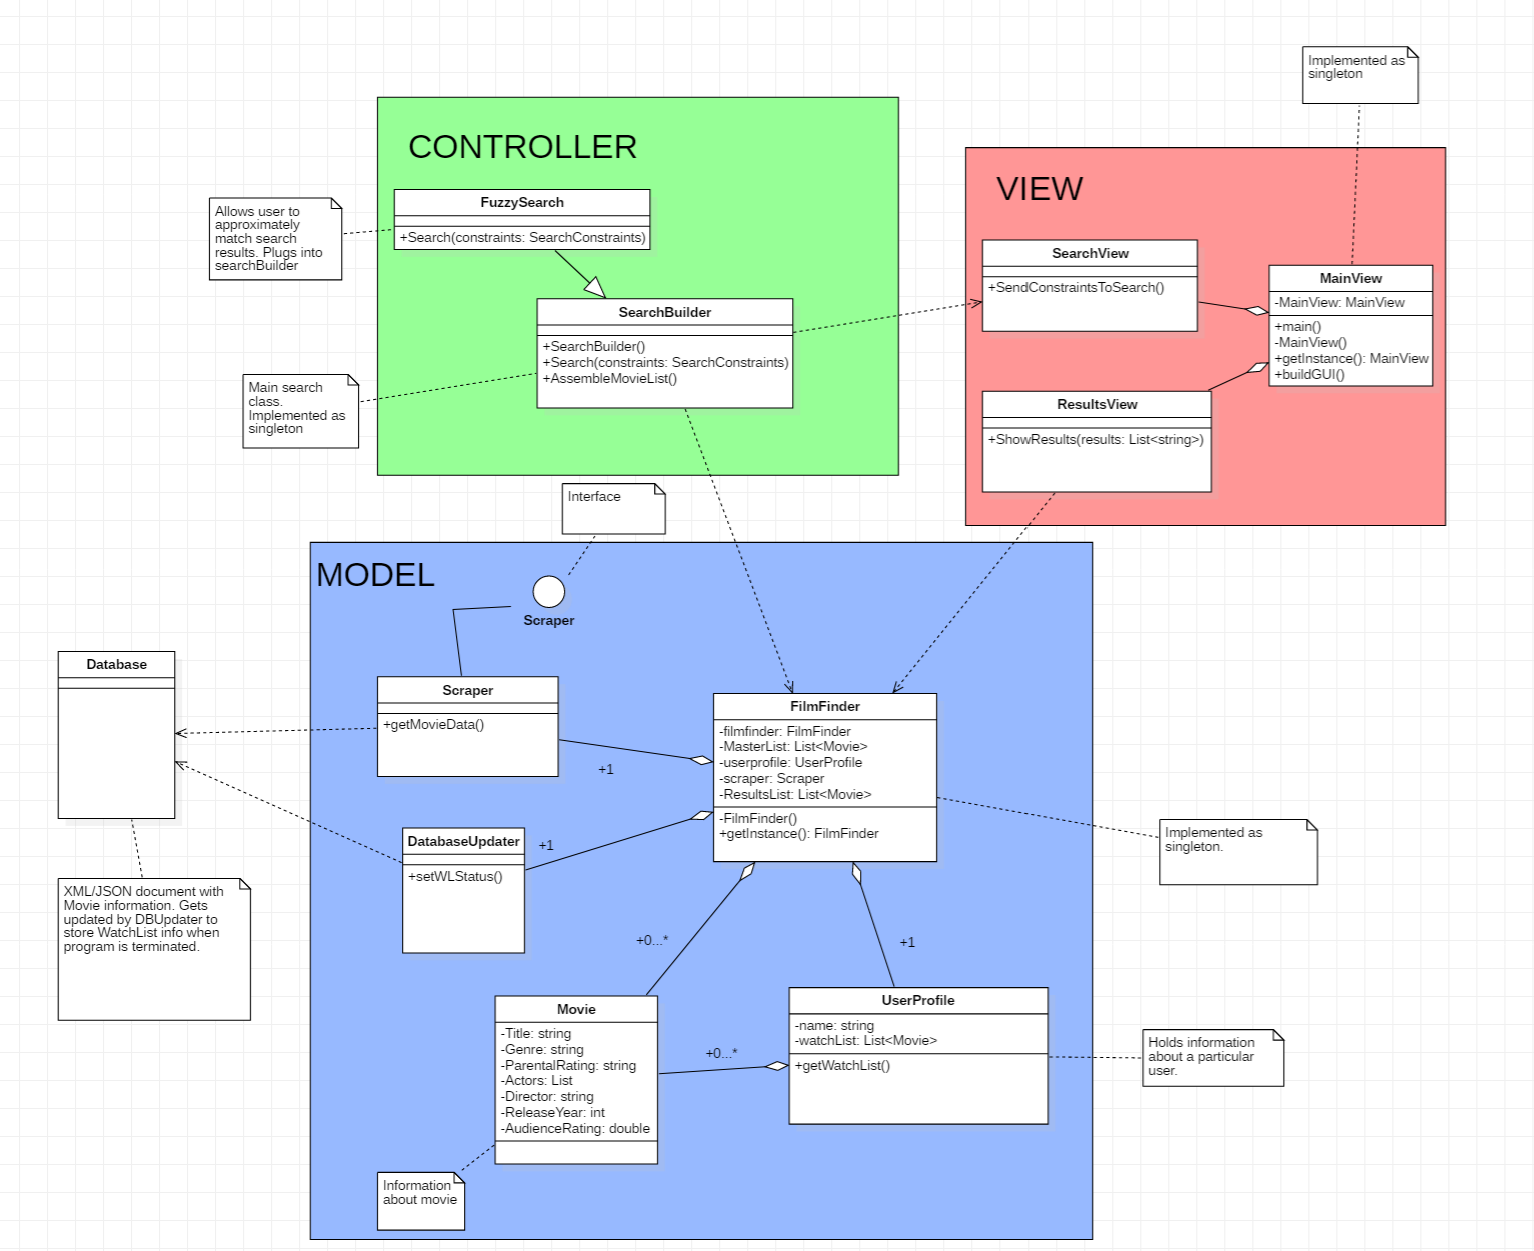 Implemented as
singleton
CONTROLLER
VIEW
Allows user to
approximately
match search
results. Plugs into
searchBuilder
FuzzySearch
+Search(constraints: SearchConstraints)
SearchBuilder
+SearchBuilder()
+Search(constraints: SearchConstraints)
+AssembleMovieList()
Main search
class.
Implemented as
singleton
SearchView
+SendConstraintsToSearch()
MainView
-MainView: MainView
+main()
-MainView()
+getInstance(): MainView
+buildGUI()
ResultsView
+ShowResults(results: List<string>)
Interface
MODEL
Scraper
Database
Scraper
+getMovieData()
+1
FilmFinder
-filmfinder: FilmFinder
-MasterList: List<Movie>
-userprofile: UserProfile
-scraper: Scraper
-ResultsList: List<Movie>
-FilmFinder()
+getInstance(): FilmFinder
DatabaseUpdater
+setWLStatus()
+1
Implemented as
singleton.
XML/JSON document with
Movie information. Gets
updated by DBUpdater to
store WatchList info when
program is terminated.
+0...*
+1
Movie
-Title: string
-Genre: string
-ParentalRating: string
-Actors: List
-Director: string
-ReleaseYear: int
-AudienceRating: double
+0...*
UserProfile
-name: string
-watchList: List<Movie>
+getWatchList()
Holds information
about a particular
user.
Information
about movie